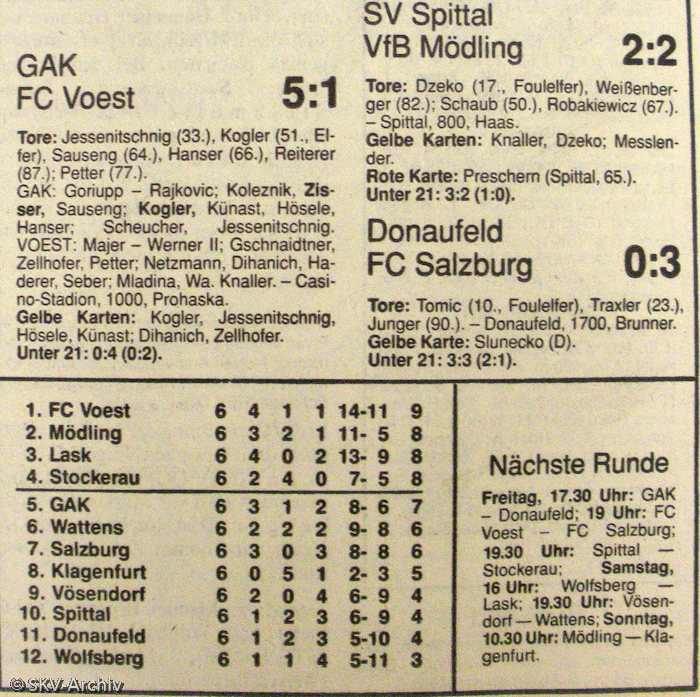 GAK
FC Voest 5:1
Tore: Jessenitschnig (33.), Kogler (51., El-
fer), Sauseng (64.), Hanser (66.), Reiterer
(87.); Petter (77.).
GAK: Goriupp – Rajkovic; Koleznik, Zis-
ser, Sauseng; Kogler, Künast, Hösele,
Hanser; Scheucher, Jessenitschnig.
VOEST: Majer – Werner II; Gschnaidtner,
Zellhofer, Petter; Netzmann, Dihanich, Ha-
derer, Seber; Mladina, Wa. Knaller. – Casi-
no-Stadion, 1000, Prohaska.
Gelbe Karten: Kogler, Jessenitschnig,
Hösele, Künast; Dihanich, Zellhofer.
Unter 21: 0:4 (0:2).
SV Spittal
VfB Mödling 2:2
Tore: Dzeko (17., Foulelfer), Weißenber-
ger (82.); Schaub (50.), Robakiewicz (67.).
– Spittal, 800, Haas.
Gelbe Karten: Knaller, Dzeko; Messlen-
der.
Rote Karte: Preschern (Spittal, 65.).
Unter 21: 3:2 (1:0).
Donaufeld
FC Salzburg 0:3
Tore: Tomic (10., Foulelfer), Traxler (23.),
Junger (90.). – Donaufeld, 1700, Brunner.
Gelbe Karte: Slunecko (D).
Unter 21: 3:3 (2:1).
1. FC Voest 6 4 1 1 14-11 9
2. Mödling 6 3 2 1 11- 5 8
3. Lask 6 4 0 2 13- 9 8
4. Stockerau 6 2 4 0 7- 5 8
5. GAK 6 3 1 2 8- 6 7
6. Wattens 6 2 2 2 9- 8 6
7. Salzburg 6 3 0 3 8- 8 6
8. Klagenfurt 6 0 5 1 2- 3 5
9. Vösendorf 6 2 0 4 6- 9 4
10. Spittal 6 1 2 3 6- 9 4
11. Donaufeld 6 1 2 3 5-10 4
12. Wolfsberg 6 1 1 4 5-11 3
Nächste Runde
Freitag, 17.30 Uhr: GAK
– Donaufeld; 19 Uhr: FC
Voest – FC Salzburg;
19.30 Uhr: Spittal —
Stockerau; Samstag,
16 Uhr: Wolfsberg —
Lask; 19.30 Uhr: Vösen-
dorf — Wattens; Sonntag,
10.30 Uhr: Mödling — Kla-
genfurt.
© SKV-Archiv